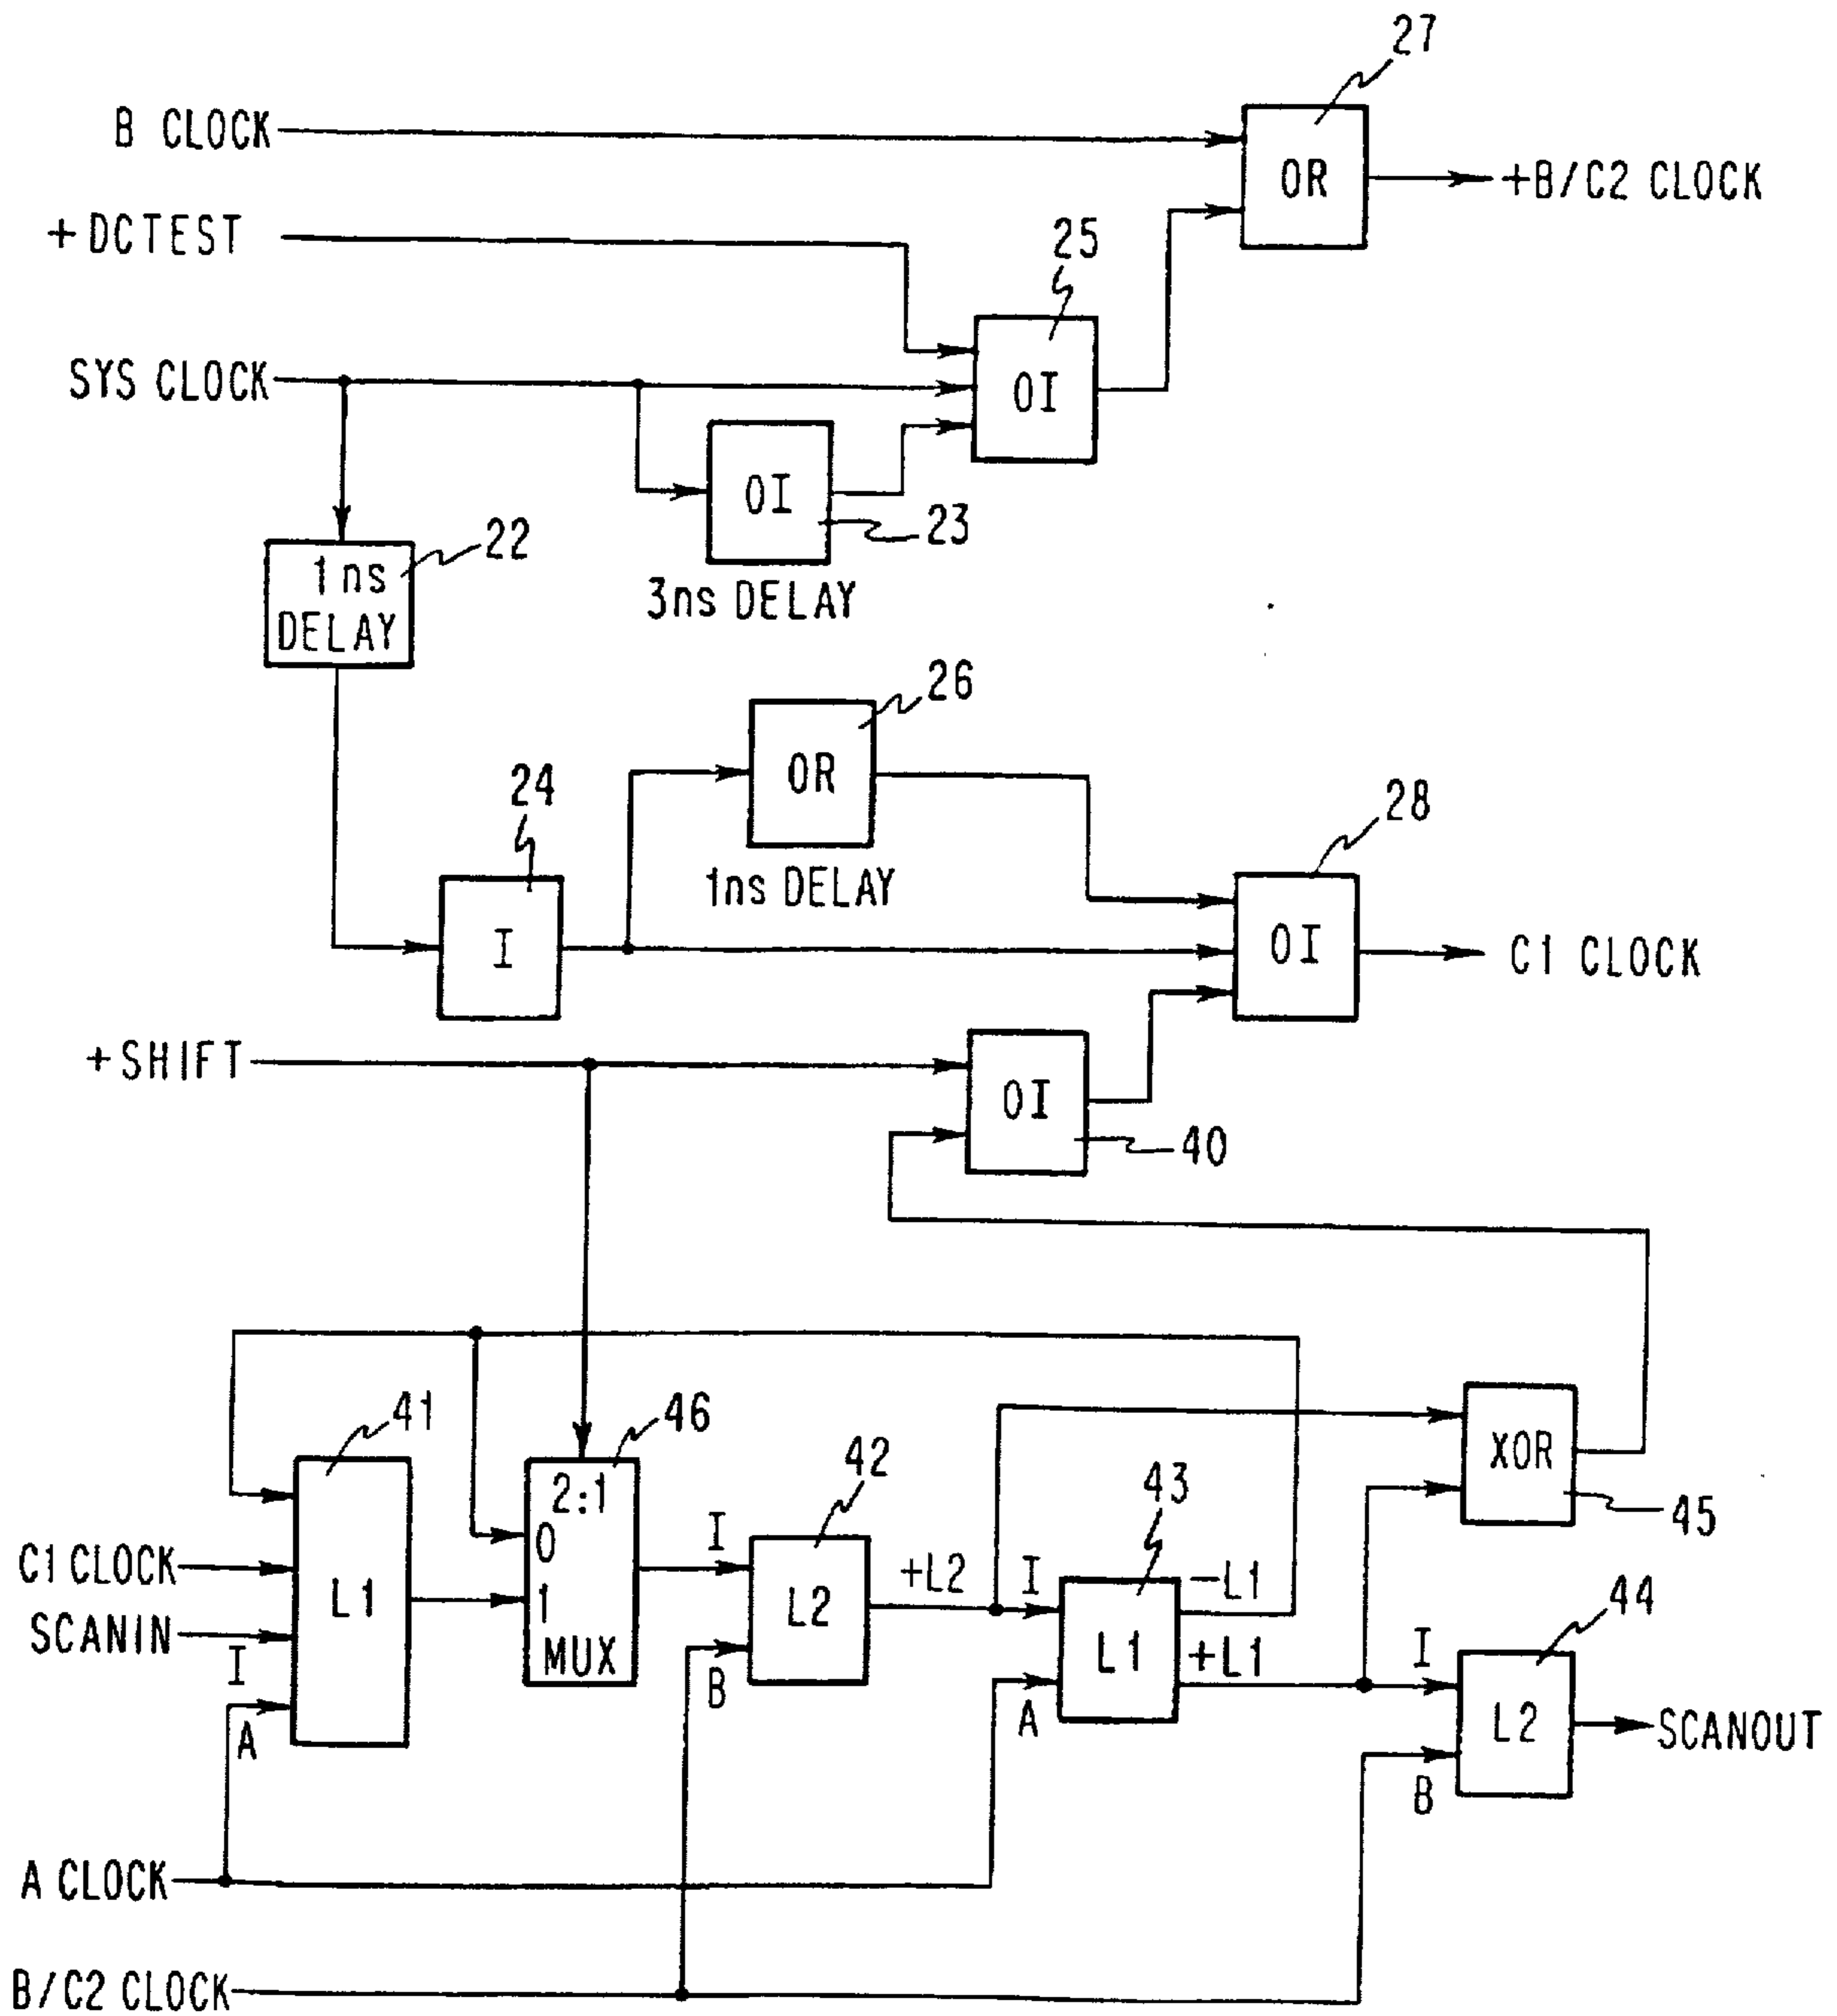 27
B CLOCK
OR
+B/C2 CLOCK
+DCTEST
25
SYS CLOCK
OI
OI
23
3ns DELAY
22
1ns
DELAY
26
OR
1ns DELAY
24
I
28
OI
C1 CLOCK
+SHIFT
OI
40
41
46
2:1
0
1
MUX
42
43
XOR
45
C1 CLOCK
SCANIN
I
A
L1
I
L2
B
+L2
I
A
L1
-L1
+L1
44
I
L2
B
SCANOUT
A CLOCK
B/C2 CLOCK